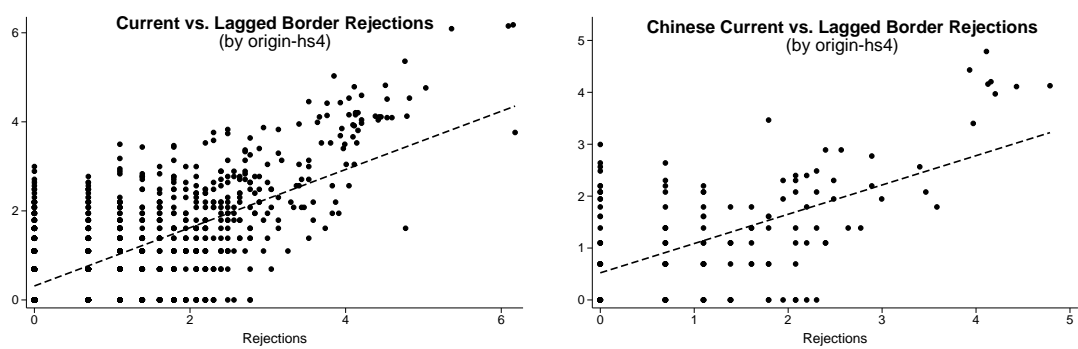 Current vs. Lagged Border Rejections
(by origin-hs4)
6
4
2
0
0 2 4 6
Rejections
Chinese Current vs. Lagged Border Rejections
(by origin-hs4)
5
4
3
2
1
0
0 1 2 3 4 5
Rejections